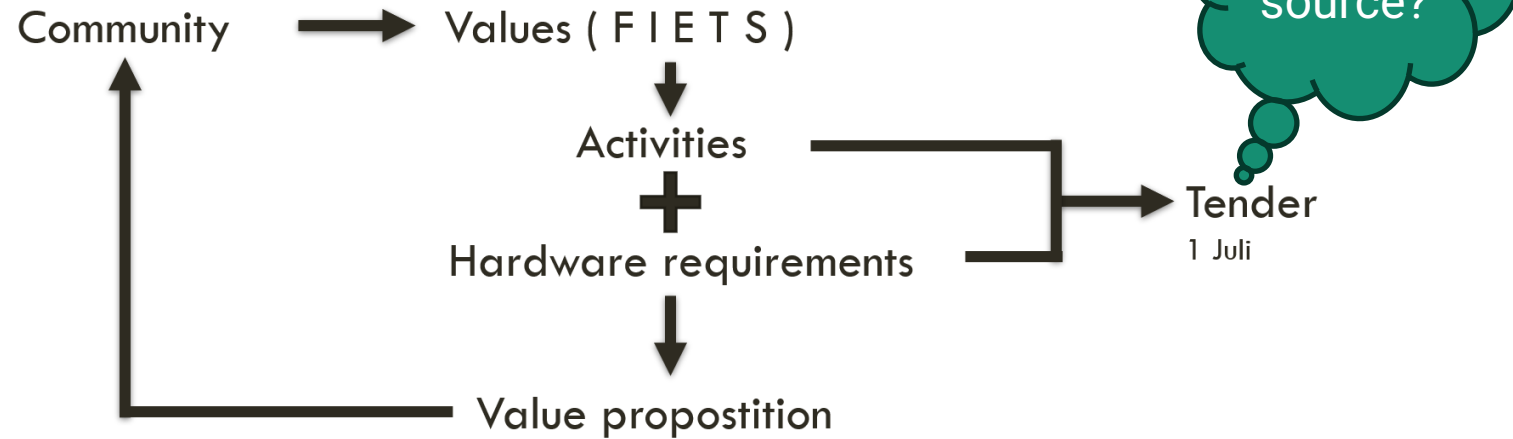 source?
Community
Values ( F I E T S )
Activities
Tender
1 Juli
Hardware requirements
Value propostition